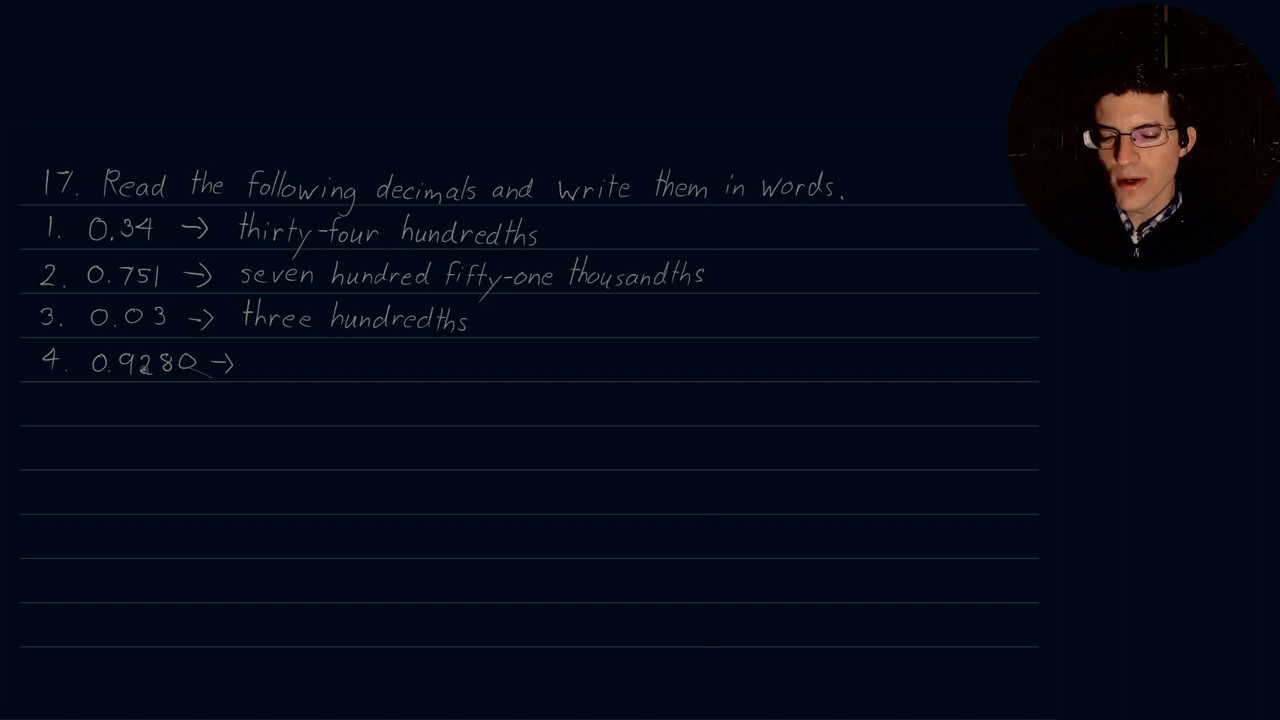 17. Read the following decimals and write them in words.
1. 0.34 → thirty-four hundredths
2. 0.751 → seven hundred fifty-one thousandths
3. 0.03 → three hundredths
4. 0.9280 →